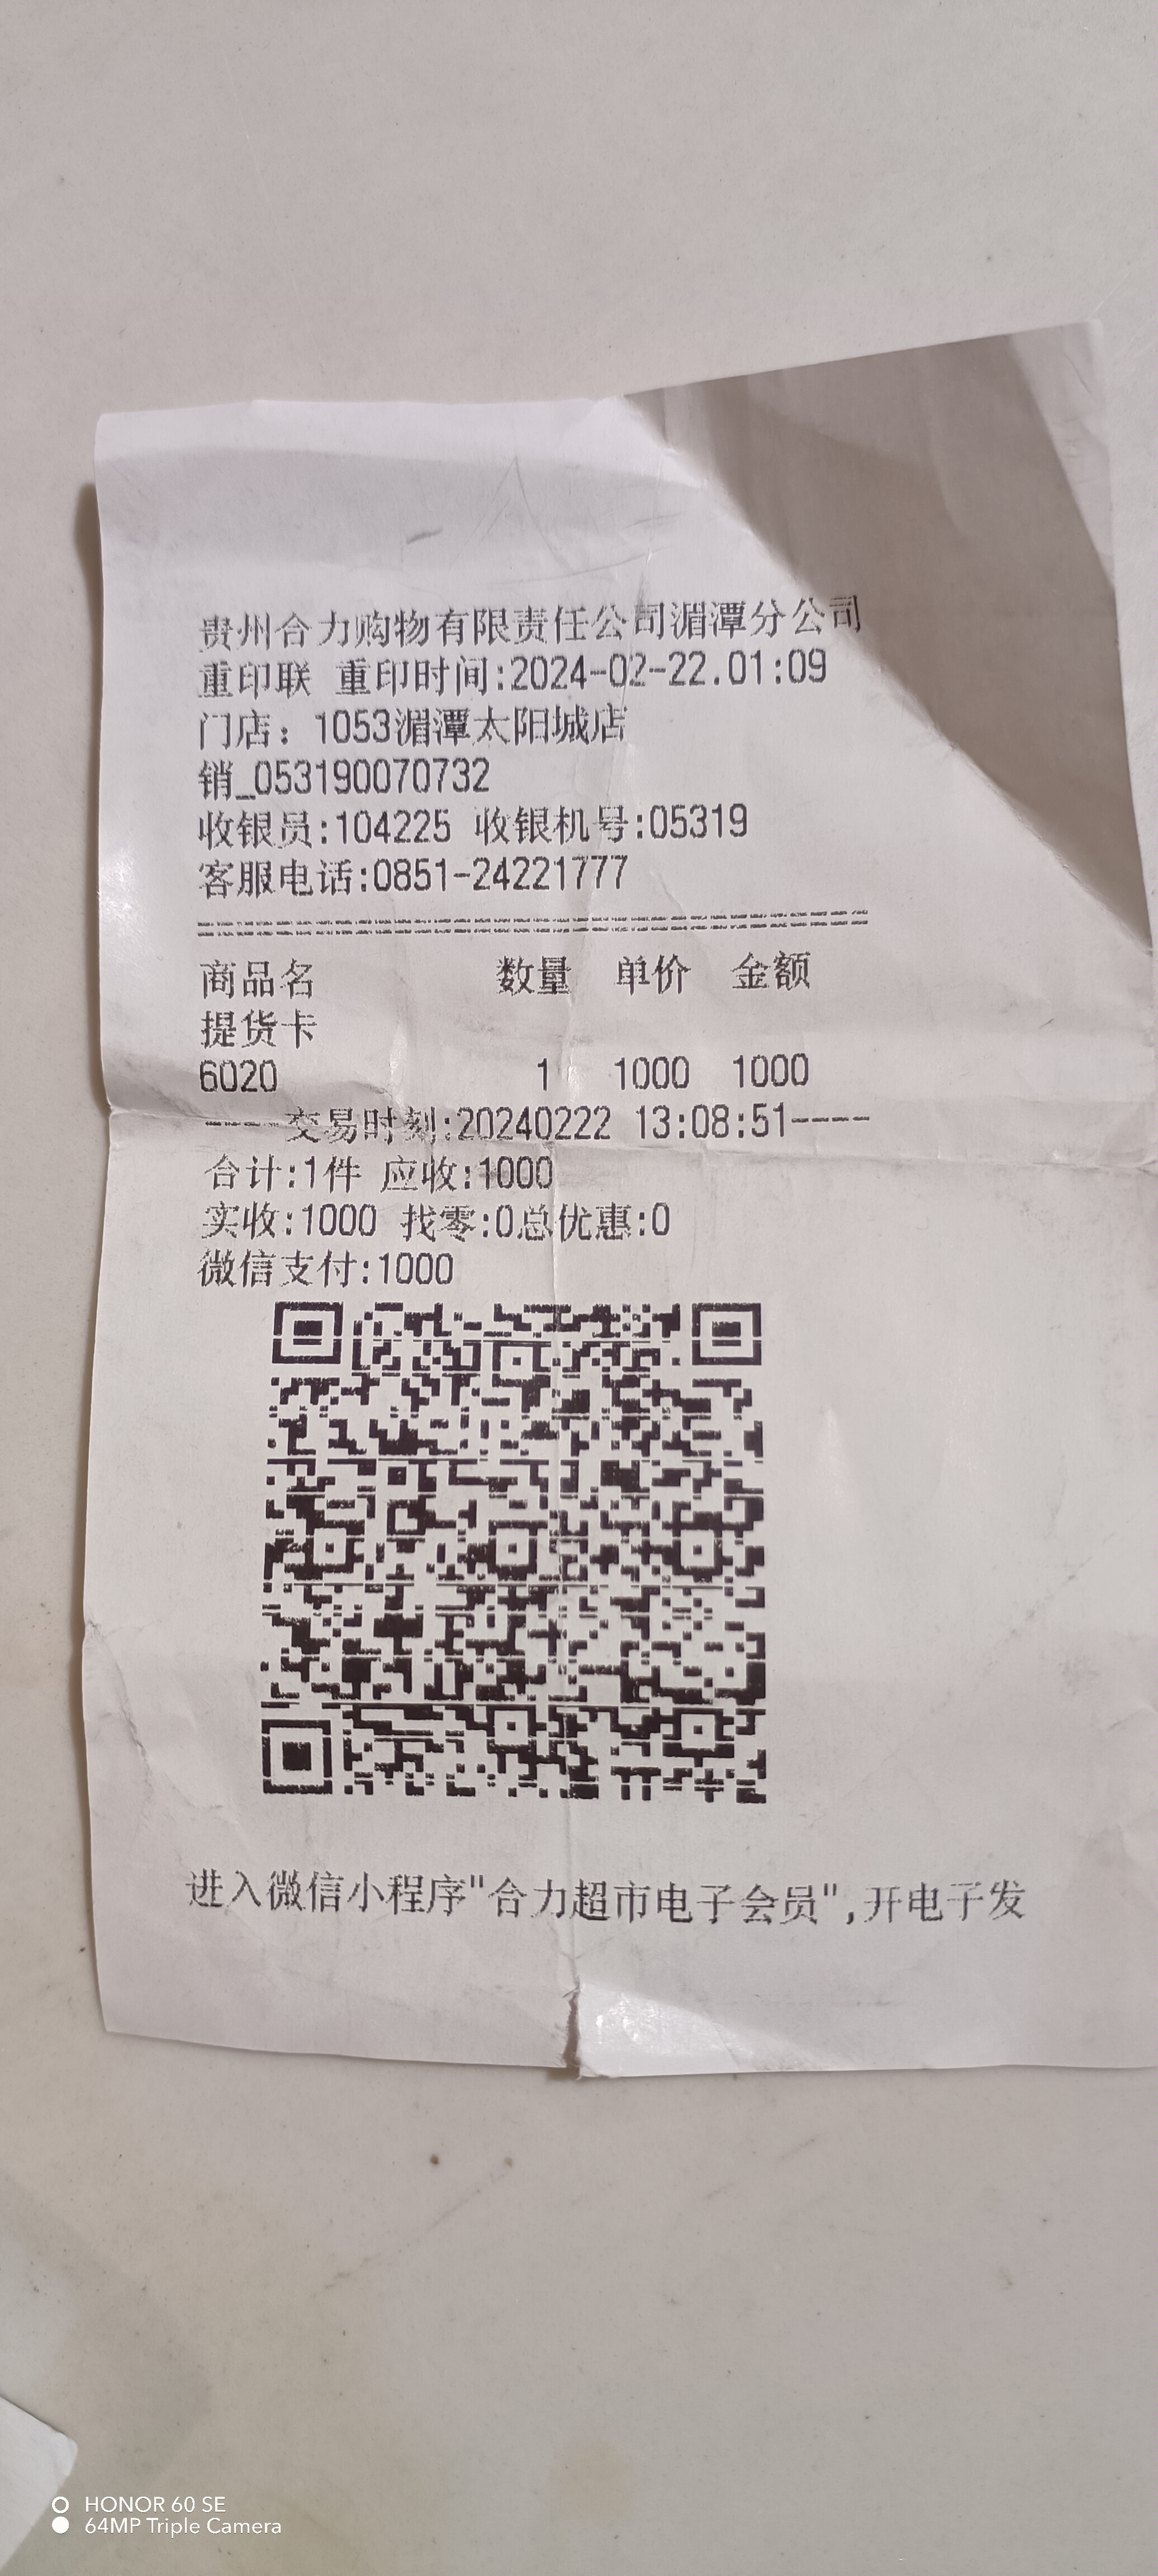 贵州合力购物有限责任公司湄潭分公司
重印联 重印时间:2024-02-22.01:09
门店：1053湄潭太阳城店
销_053190070732
收银员:104225 收银机号:05319
客服电话:0851-24221777
商品名 数量 单价 金额
提货卡
6020 1 1000 1000
----交易时刻:20240222 13:08:51----
合计:1件 应收:1000
实收:1000 找零:0总优惠:0
微信支付:1000
进入微信小程序"合力超市电子会员",开电子发
HONOR 60 SE
64MP Triple Camera